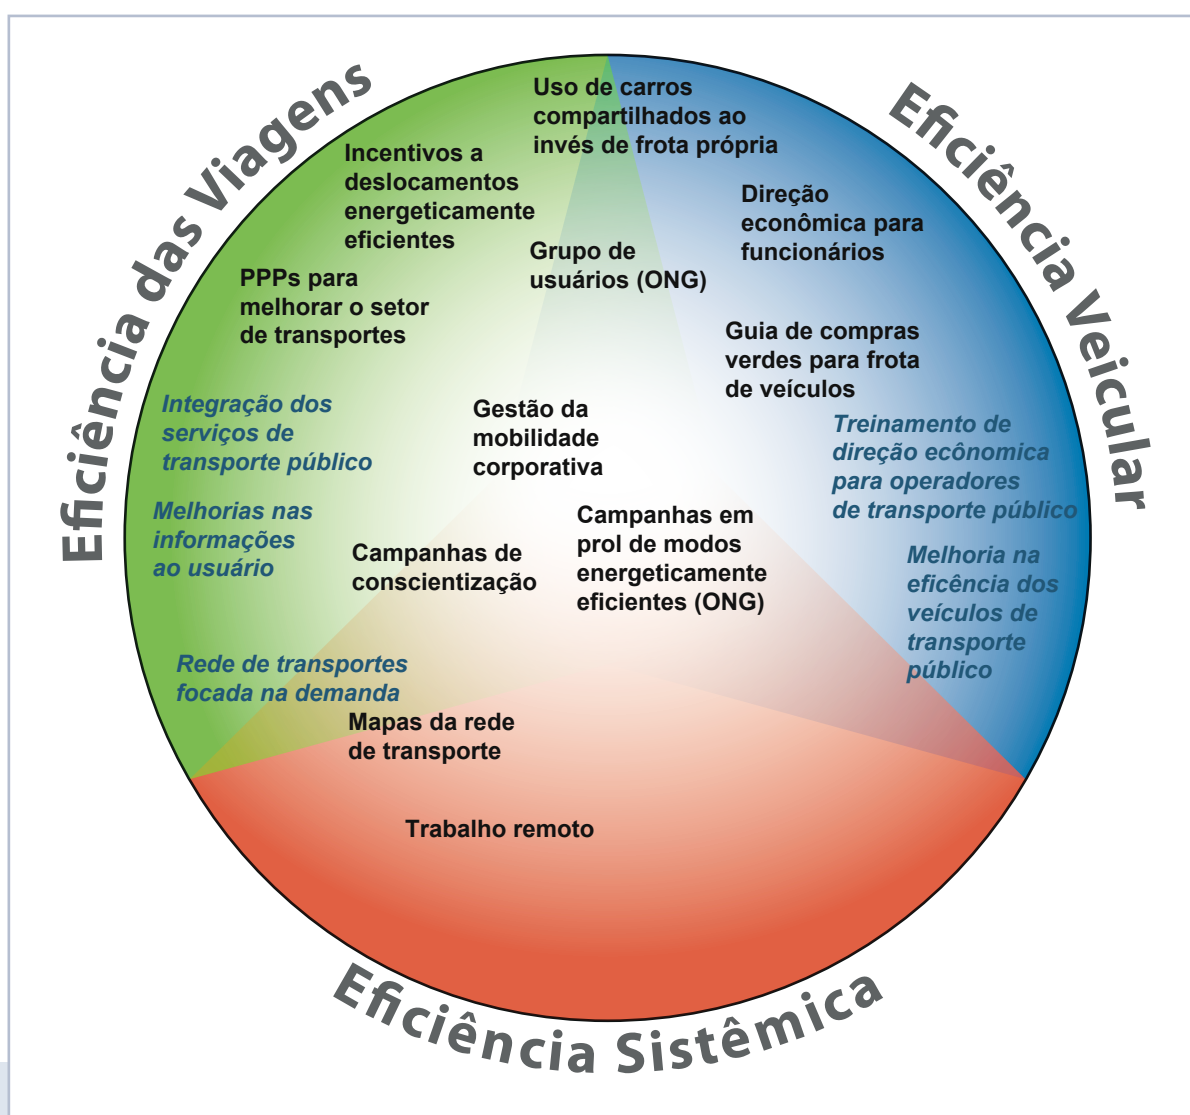 Eficiência das Viagens
Eficiência Veicular
Uso de carros
compartilhados ao
invés de frota própria
Incentivos a
deslocamentos
energeticamente
eficientes
Direção
econômica para
funcionários
Grupo de
usuários (ONG)
PPPs para
melhorar o setor
de transportes
Guia de compras
verdes para frota
de veículos
Integração dos
serviços de
transporte público
Gestão da
mobilidade
corporativa
Treinamento de
direção ecônomica
para operadores
de transporte público
Melhorias nas
informações
ao usuário
Campanhas de
conscientização
Campanhas em
prol de modos
energeticamente
eficientes (ONG)
Melhoria na
eficência dos
veículos de
transporte
público
Rede de transportes
focada na demanda
Mapas da rede
de transporte
Trabalho remoto
Eficiência Sistêmica